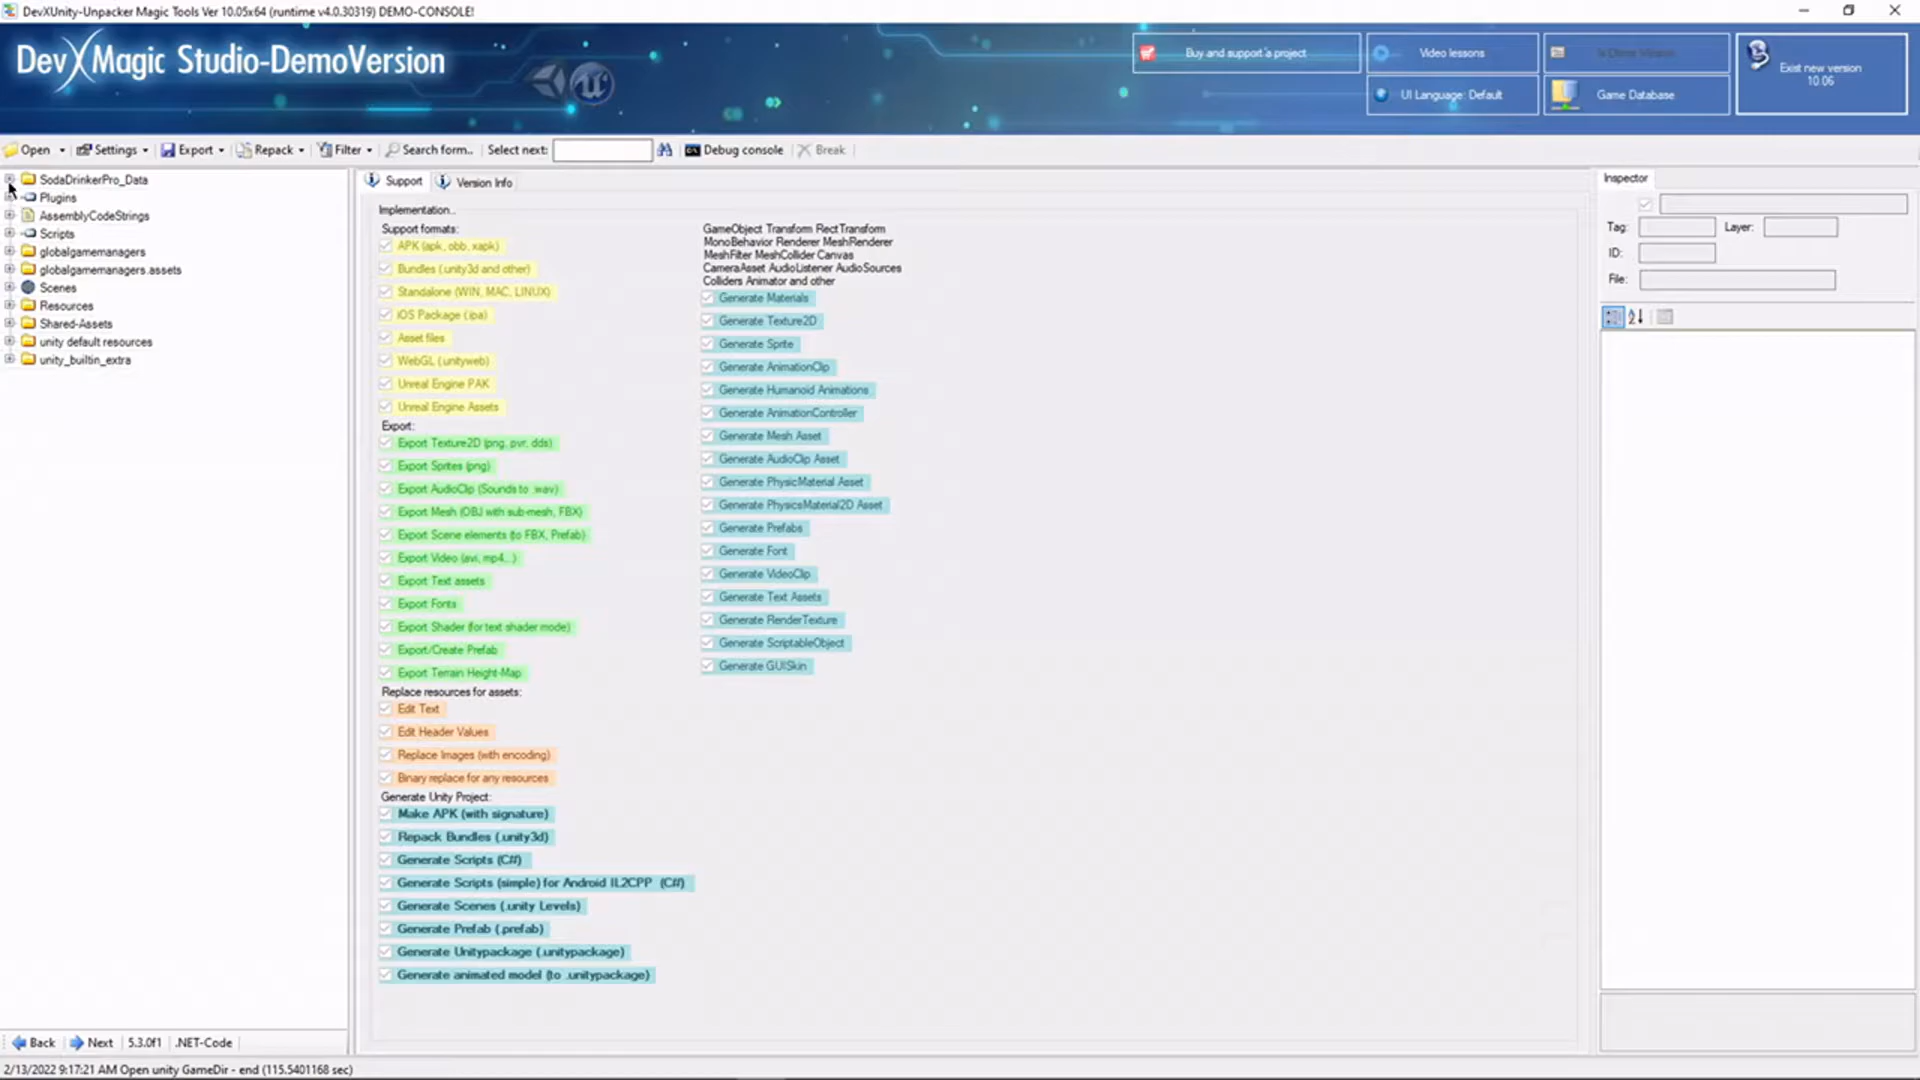 DevXUnity-Unpacker Magic Tools Ver 10.05x64 (runtime v4.0.30319) DEMO-CONSOLE!
DevXMagic Studio-DemoVersion
Buy and support's project
Video lessons
UI Language: Default
Game Database
Exist new version
10.06
Open
Settings
Export
Repack
Filter
Search form..
Select next:
Debug console
Break
SodaDrinkerPro_Data
Plugins
AssemblyCodeStrings
Scripts
globalgamemanagers
globalgamemanagers.assets
Scenes
Resources
Shared-Assets
unity default resources
unity_builtin_extra
Support
Version Info
Implementation...
Support formats:
APK (apk, obb, xapk)
Bundles (.unity3d and other)
Standalone (WIN, MAC, LINUX)
iOS Package (.ipa)
Asset files
WebGL (.unityweb)
Unreal Engine PAK
Unreal Engine Assets
Export:
Export Texture2D (png, pvr, dds)
Export Sprites (png)
Export AudioClip (Sounds to .wav)
Export Mesh (OBJ with sub-mesh, FBX)
Export Scene elements (to FBX, Prefab)
Export Video (avi, mp4...)
Export Text assets
Export Fonts
Export Shader (for text shader mode)
Export/Create Prefab
Export Terrain Height-Map
Replace resources for assets:
Edit Text
Edit Header Values
Replace Images (with encoding)
Binary replace for any resources
Generate Unity Project:
Make APK (with signature)
Repack Bundles (.unity3d)
Generate Scripts (C#)
Generate Scripts (simple) for Android IL2CPP (C#)
Generate Scenes (.unity Levels)
Generate Prefab (.prefab)
Generate Unitypackage (.unitypackage)
Generate animated model (to .unitypackage)
GameObject Transform RectTransform
MonoBehavior Renderer MeshRenderer
MeshFilter MeshCollider Canvas
CameraAsset AudioListener AudioSources
Colliders Animator and other
Generate Materials
Generate Texture2D
Generate Sprite
Generate AnimationClip
Generate Humanoid Animations
Generate AnimationController
Generate Mesh Asset
Generate AudioClip Asset
Generate PhysicMaterial Asset
Generate PhysicsMaterial2D Asset
Generate Prefabs
Generate Font
Generate VideoClip
Generate Text Assets
Generate RenderTexture
Generate ScriptableObject
Generate GUISkin
Inspector
Tag:
Layer:
ID:
File:
Back
Next
5.3.0f1
.NET-Code
2/13/2022 9:17:21 AM Open unity GameDir - end (115.5401168 sec)